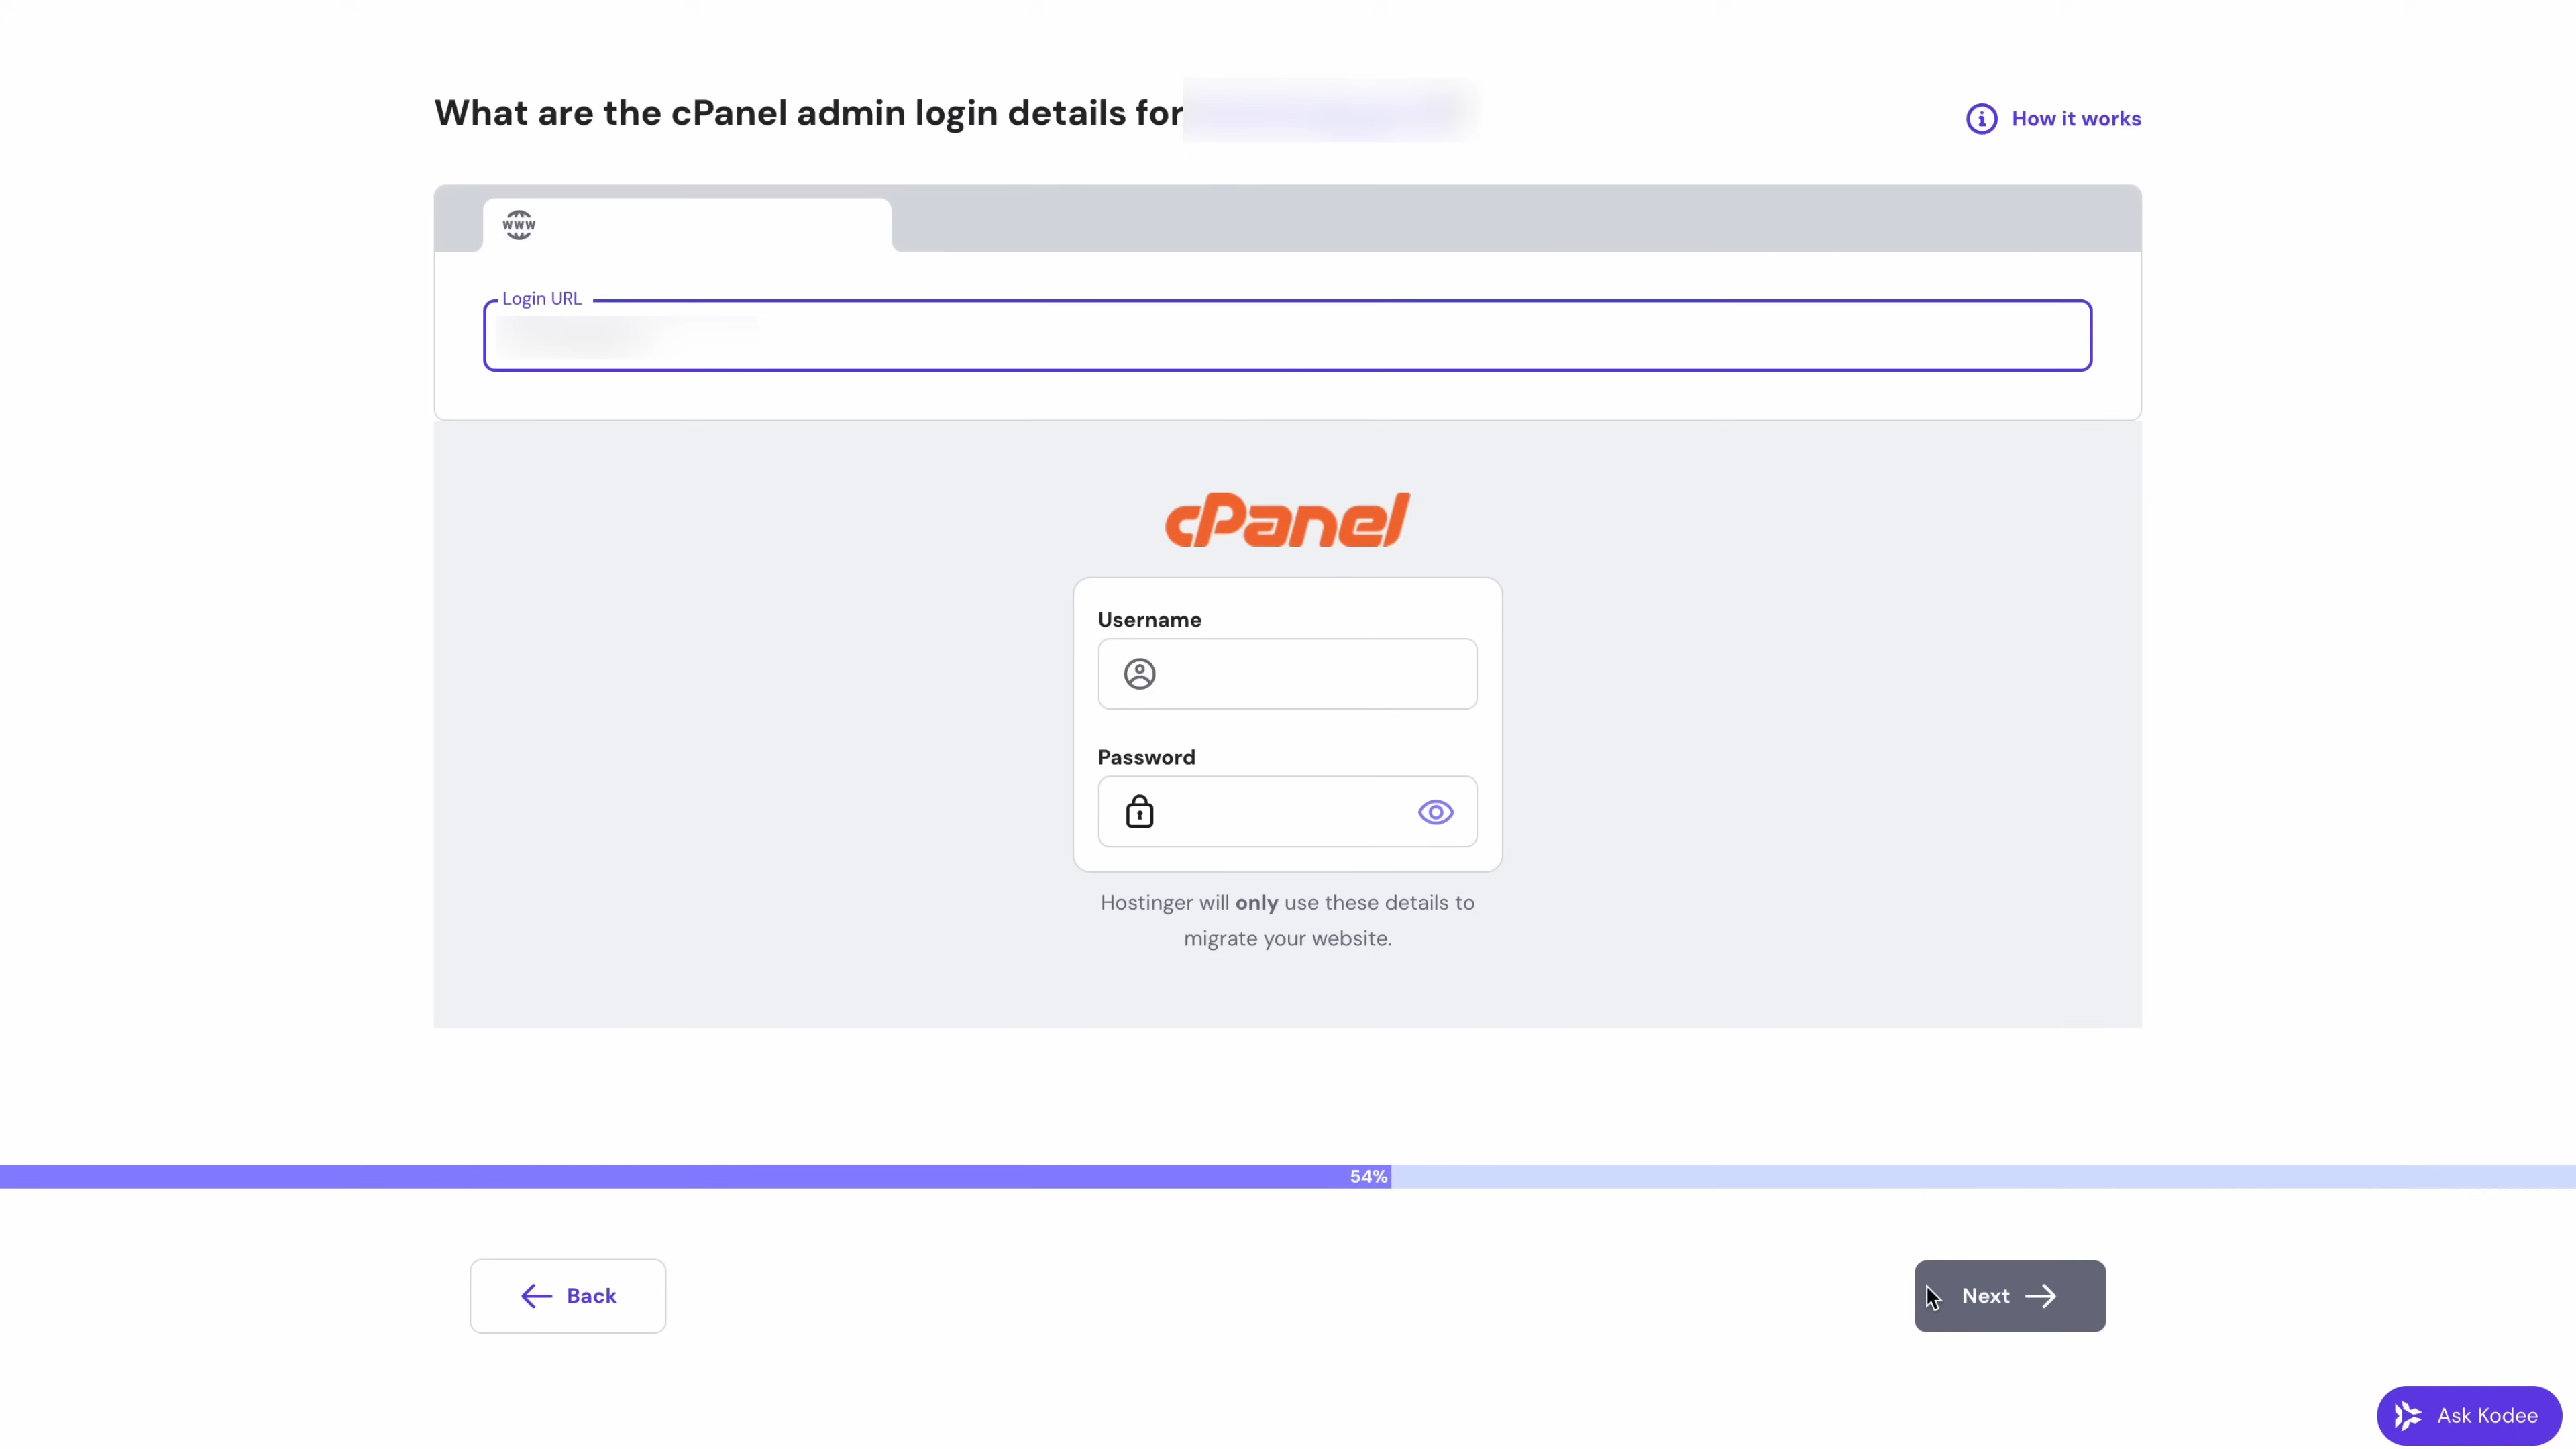 What are the cPanel admin login details for
How it works
www
Login URL
cPanel
Username
Password
Hostinger will only use these details to
migrate your website.
54%
Back
Next
Ask Kodee